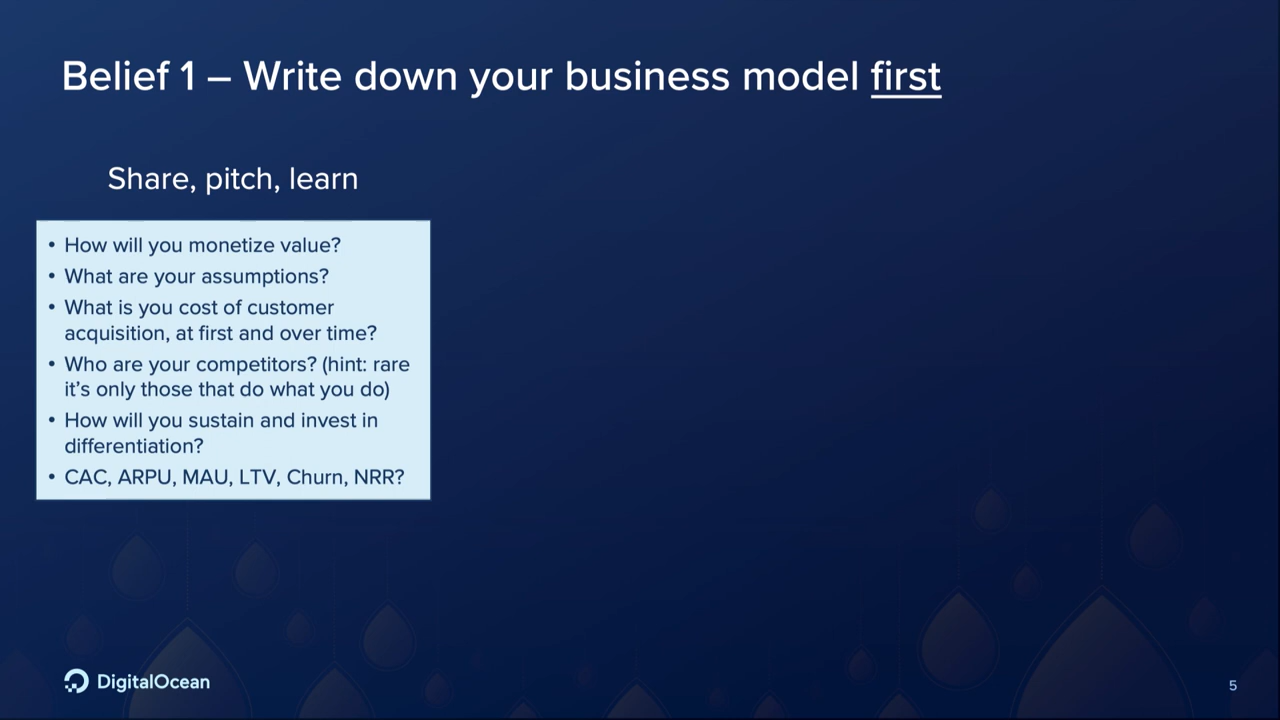 Belief 1 – Write down your business model first
Share, pitch, learn
• How will you monetize value?
• What are your assumptions?
• What is you cost of customer
acquisition, at first and over time?
• Who are your competitors? (hint: rare
it's only those that do what you do)
• How will you sustain and invest in
differentiation?
• CAC, ARPU, MAU, LTV, Churn, NRR?
DigitalOcean
5